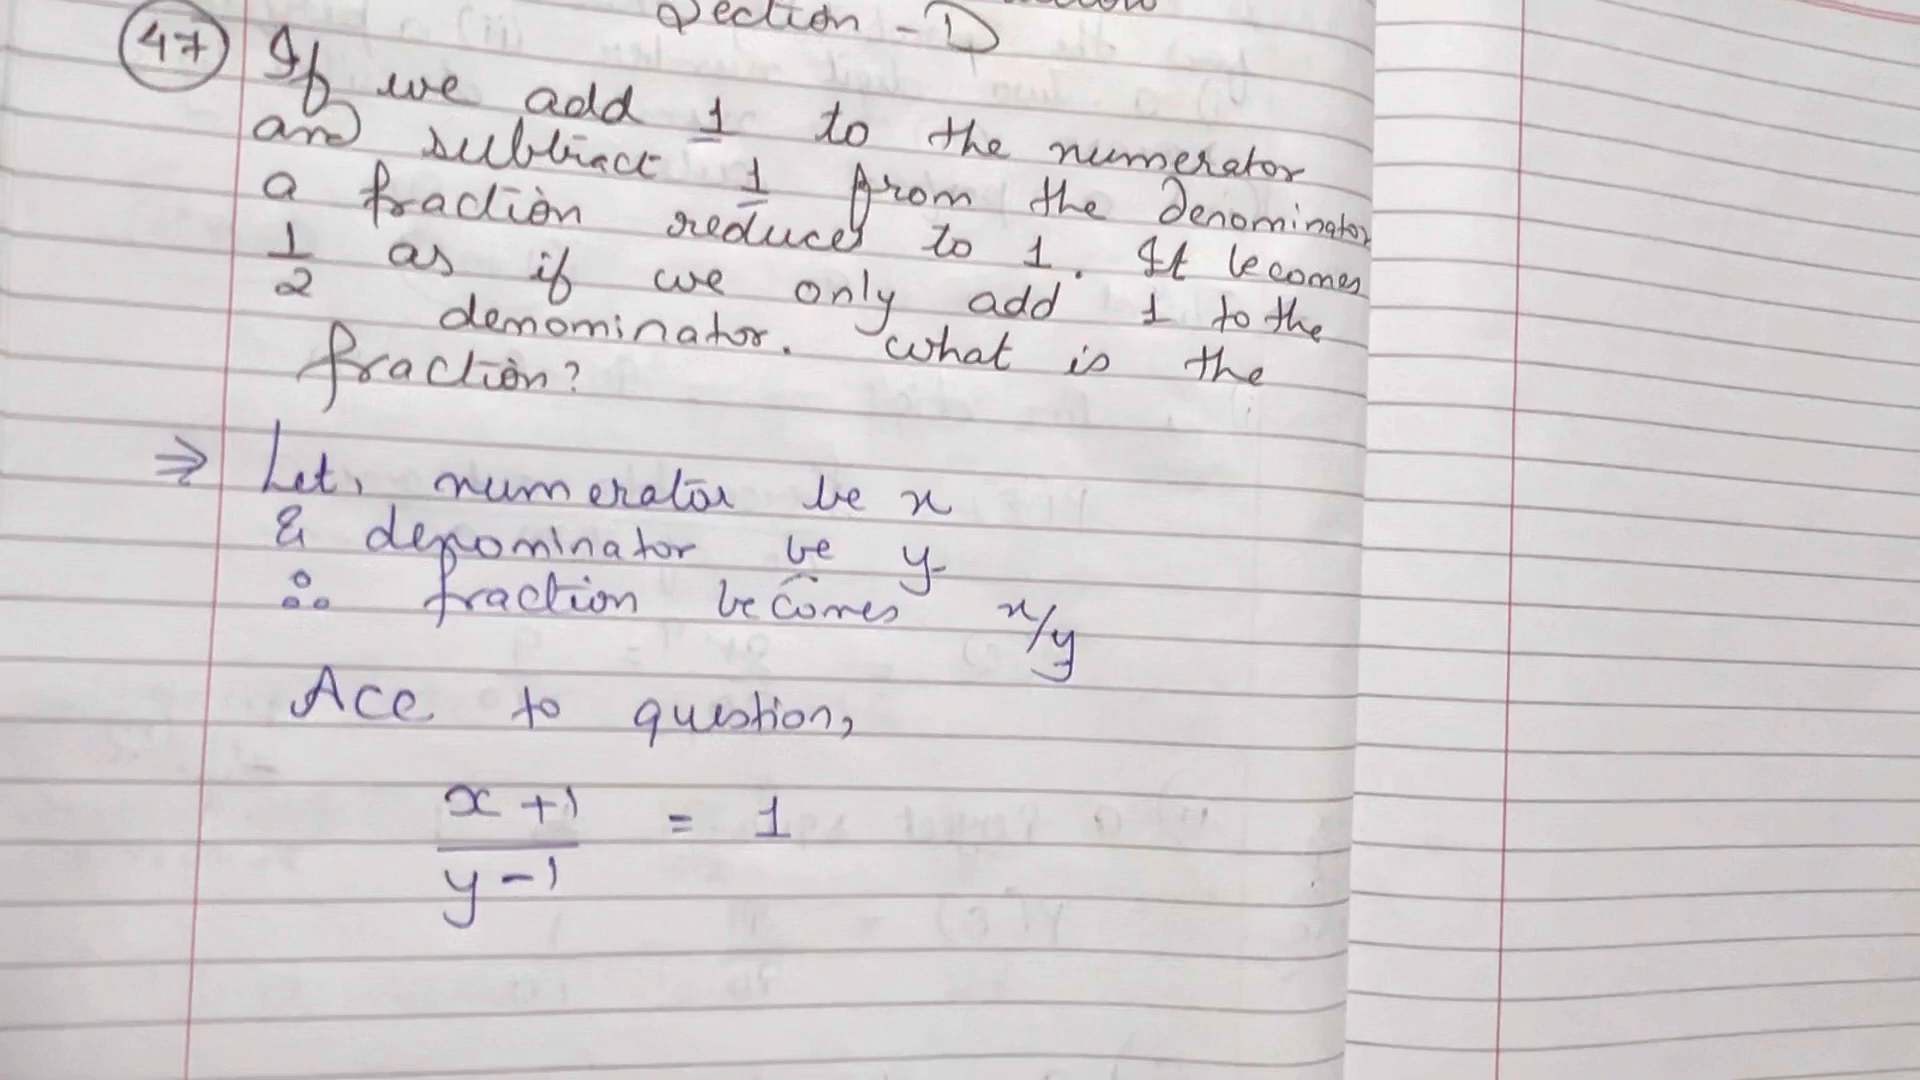 Section - D
47 If we add 1 to the numerator
and subtract 1 from the denominator
a fraction reduces to 1. It becomes
1/2 as if we only add 1 to the
denominator. what is the
fraction?
⇒ Let, numerator be x
& denominator be y
∴ fraction becomes x/y
Acc to question,
x+1 / y-1 = 1